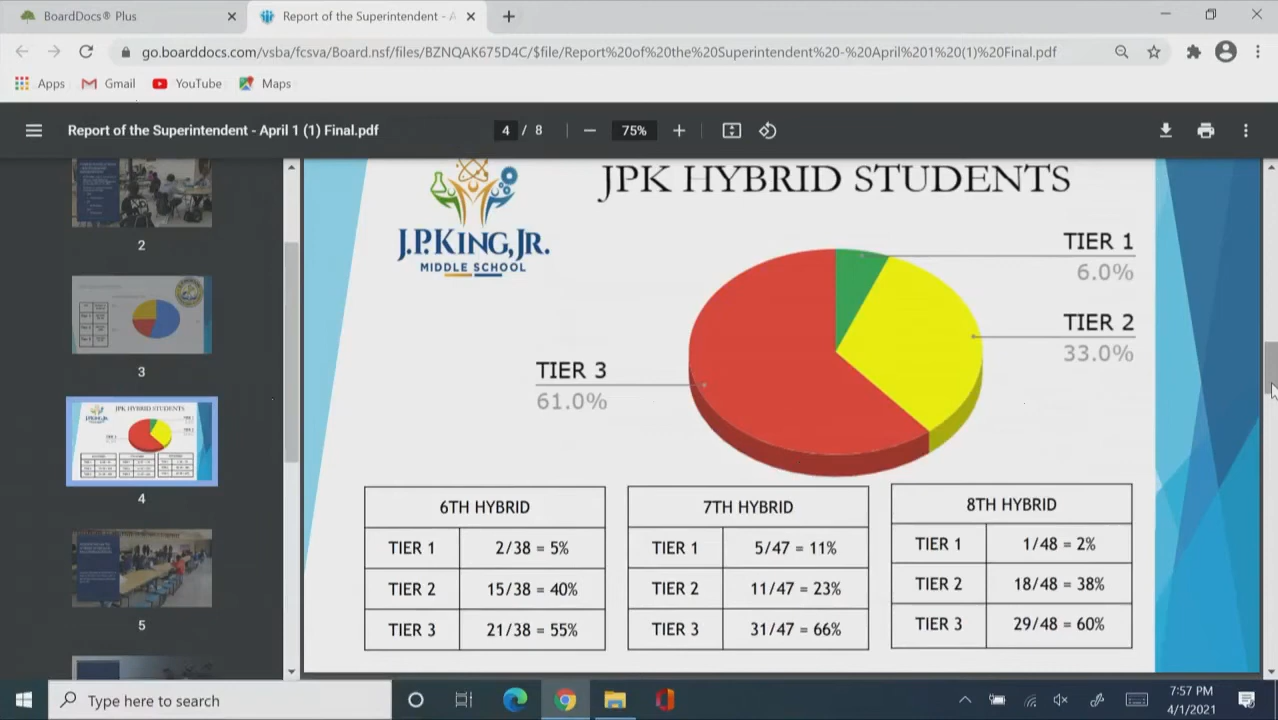 BoardDocs® Plus
Report of the Superintendent - A
go.boarddocs.com/vsba/fcsva/Board.nsf/files/BZNQAK675D4C/$file/Report%20of%20the%20Superintendent%20-%20April%201%20(1)%20Final.pdf
Apps Gmail YouTube Maps
Report of the Superintendent - April 1 (1) Final.pdf
4 / 8
75%
2
3
JPK HYBRID STUDENTS
4
5
JPK HYBRID STUDENTS
J.P.KING, JR.
MIDDLE SCHOOL
TIER 1
6.0%
TIER 2
33.0%
TIER 3
61.0%
6TH HYBRID
TIER 1 2/38 = 5%
TIER 2 15/38 = 40%
TIER 3 21/38 = 55%
7TH HYBRID
TIER 1 5/47 = 11%
TIER 2 11/47 = 23%
TIER 3 31/47 = 66%
8TH HYBRID
TIER 1 1/48 = 2%
TIER 2 18/48 = 38%
TIER 3 29/48 = 60%
Type here to search
7:57 PM
4/1/2021